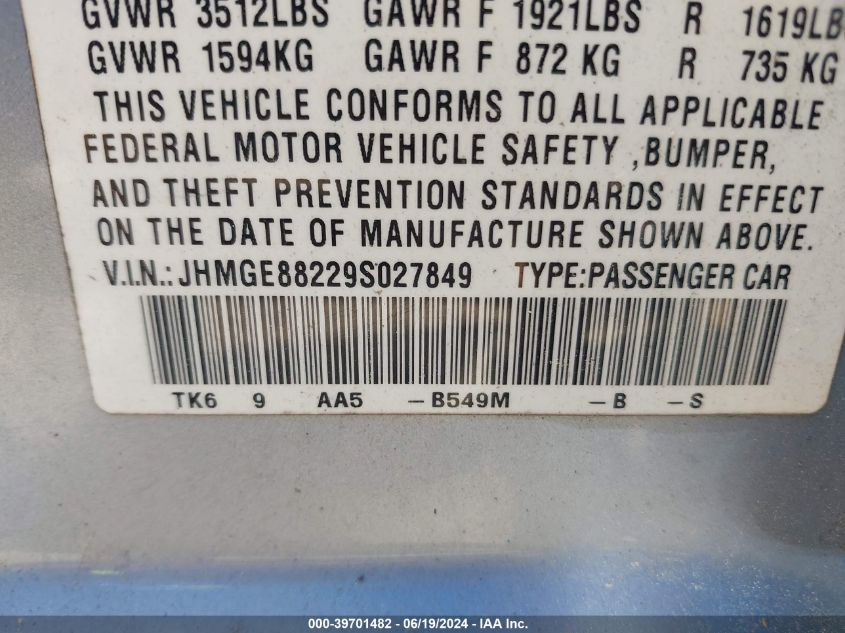 GVWR 3512LBS GAWR F 1921LBS R 1619LB
GVWR 1594KG GAWR F 872 KG R 735 KG
THIS VEHICLE CONFORMS TO ALL APPLICABLE
FEDERAL MOTOR VEHICLE SAFETY ,BUMPER,
AND THEFT PREVENTION STANDARDS IN EFFECT
ON THE DATE OF MANUFACTURE SHOWN ABOVE.
V.I.N.:JHMGE88229S027849 TYPE:PASSENGER CAR
TK6 9 AA5 -B549M -B -S
000-39701482 - 06/19/2024 - IAA Inc.